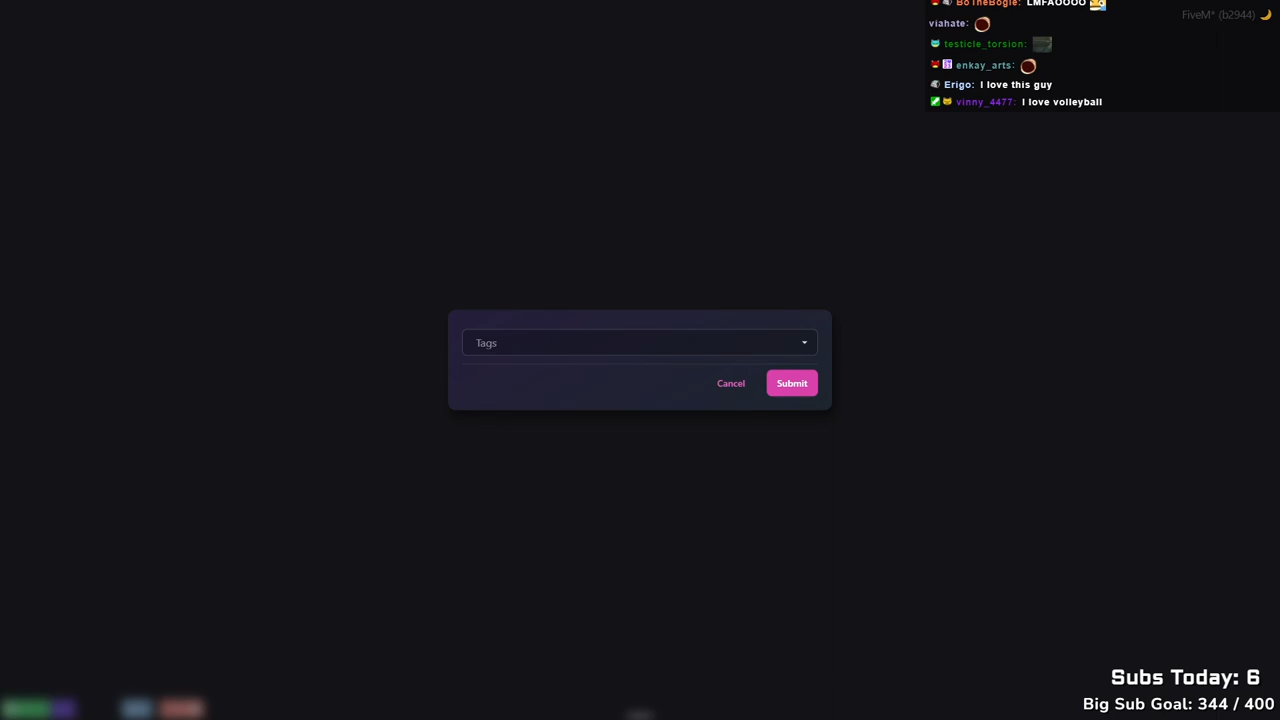 BoTheBogle: LMFAOOOO
FiveM* (b2944)
viahate:
testicle_torsion:
enkay_arts:
Erigo: I love this guy
vinny_4477: I love volleyball
Tags
Cancel
Submit
Subs Today: 6
Big Sub Goal: 344 / 400